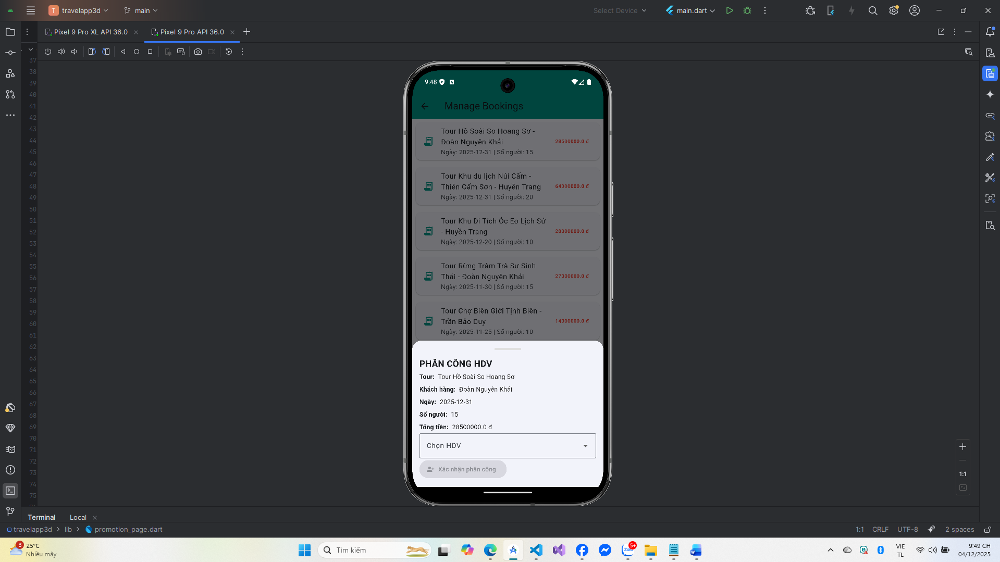 T travelapp3d main Select Device main.dart
Pixel 9 Pro XL API 36.0 Pixel 9 Pro API 36.0
37
38
39
40
41
42
43
44
45
46
47
48
49
50
51
52
53
54
55
56
57
58
59
60
61
62
63
64
65
66
67
68
69
70
71
72
73
74
75
9:48
Manage Bookings
Tour Hồ Soài So Hoang Sơ -
Đoàn Nguyên Khải
28500000.0 đ
Ngày: 2025-12-31 | Số người: 15
Tour Khu du lịch Núi Cấm -
Thiên Cấm Sơn - Huyền Trang
64000000.0 đ
Ngày: 2025-12-31 | Số người: 20
Tour Khu Di Tích Óc Eo Lịch Sử
- Huyền Trang
28000000.0 đ
Ngày: 2025-12-20 | Số người: 10
Tour Rừng Tràm Trà Sư Sinh
Thái - Đoàn Nguyên Khải
27000000.0 đ
Ngày: 2025-11-30 | Số người: 15
Tour Chợ Biên Giới Tịnh Biên -
Trần Bảo Duy
14000000.0 đ
Ngày: 2025-11-25 | Số người: 10
PHÂN CÔNG HDV
Tour: Tour Hồ Soài So Hoang Sơ
Khách hàng: Đoàn Nguyên Khải
Ngày: 2025-12-31
Số người: 15
Tổng tiền: 28500000.0 đ
Chọn HDV
Xác nhận phân công
1:1
Terminal Local
travelapp3d > lib > promotion_page.dart 1:1 CRLF UTF-8 2 spaces
3
25°C
Nhiều mây
Tìm kiếm
Zalo
5+
VIE
TL
9:49 CH
04/12/2025